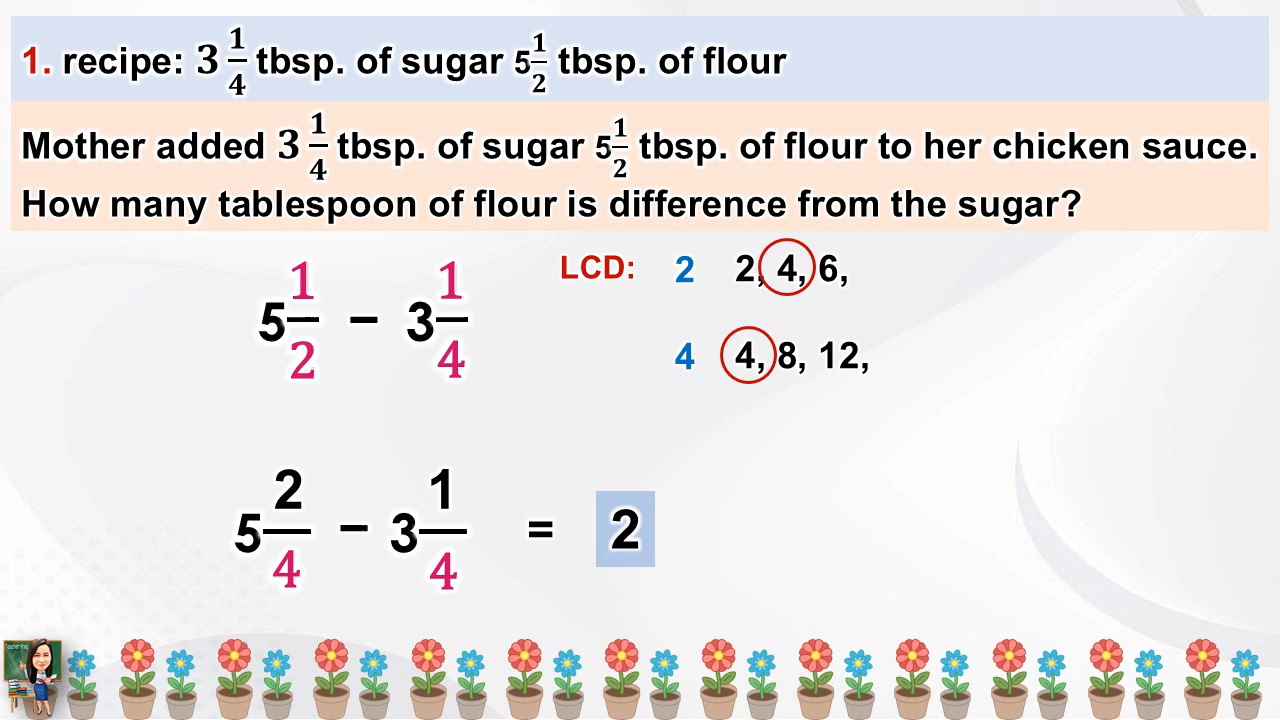 1. recipe: 3 1/4 tbsp. of sugar 5 1/2 tbsp. of flour
Mother added 3 1/4 tbsp. of sugar 5 1/2 tbsp. of flour to her chicken sauce.
How many tablespoon of flour is difference from the sugar?
LCD: 2 2, 4, 6,
5 1/2 − 3 1/4
4 4, 8, 12,
5 2/4 − 3 1/4 = 2